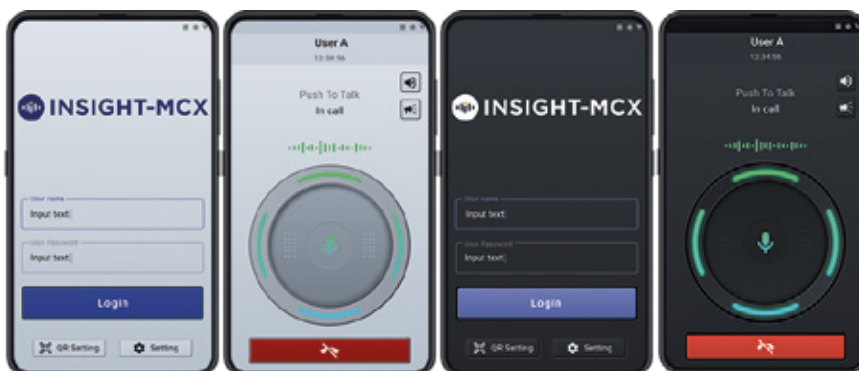 INSIGHT-MCX
User name
Input text
User Password
Input text
Login
QR Setting
Setting
User A
12:34:56
Push To Talk
In call
INSIGHT-MCX
User name
Input text
User Password
Input text
Login
QR Setting
Setting
User A
12:34:56
Push To Talk
In call